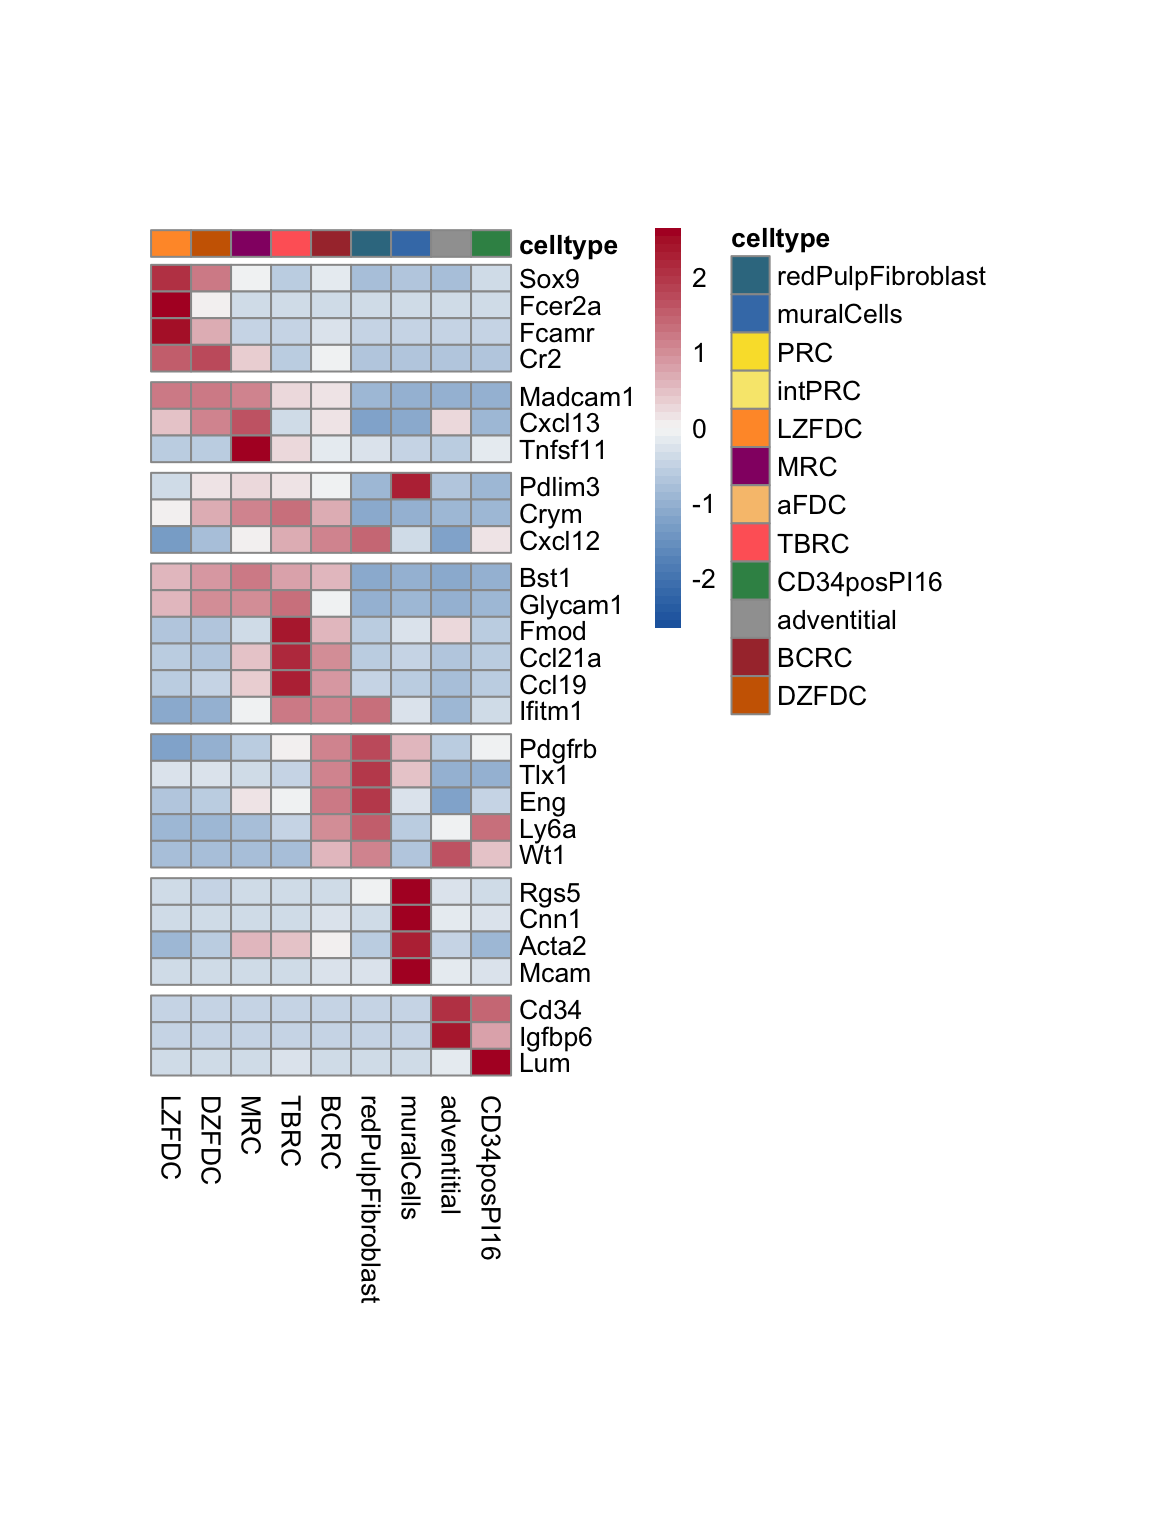 celltype
Sox9
Fcer2a
Fcamr
Cr2
Madcam1
Cxcl13
Tnfsf11
Pdlim3
Crym
Cxcl12
Bst1
Glycam1
Fmod
Ccl21a
Ccl19
Ifitm1
Pdgfrb
Tlx1
Eng
Ly6a
Wt1
Rgs5
Cnn1
Acta2
Mcam
Cd34
Igfbp6
Lum
LZFDC
DZFDC
MRC
TBRC
BCRC
redPulpFibroblast
muralCells
adventitial
CD34posPI16
2
1
0
-1
-2
celltype
redPulpFibroblast
muralCells
PRC
intPRC
LZFDC
MRC
aFDC
TBRC
CD34posPI16
adventitial
BCRC
DZFDC